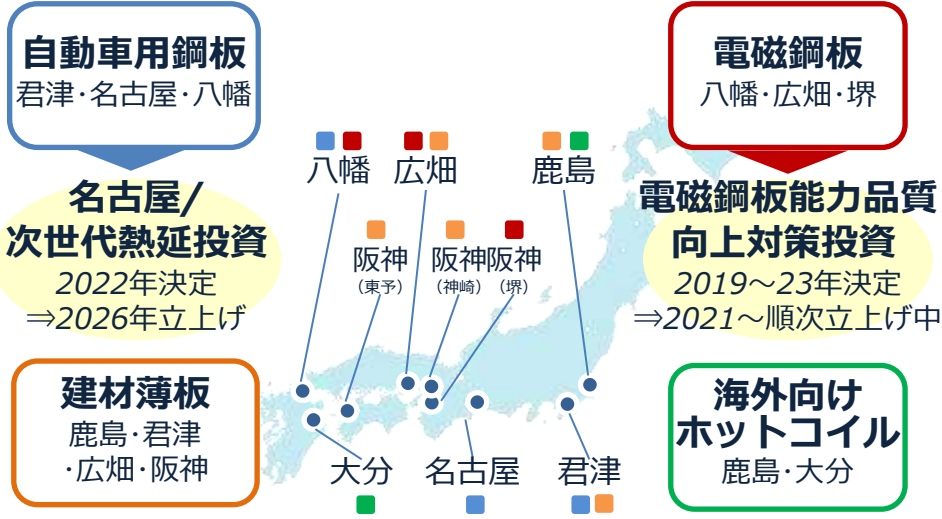 自動車用鋼板
君津・名古屋・八幡
名古屋/
次世代熱延投資
2022年決定
⇒2026年立上げ
建材薄板
鹿島・君津
・広畑・阪神
八幡
広畑
鹿島
阪神
（東予）
阪神
（神崎）
阪神
（堺）
大分
名古屋
君津
電磁鋼板
八幡・広畑・堺
電磁鋼板能力品質
向上対策投資
2019～23年決定
⇒2021～順次立上げ中
海外向け
ホットコイル
鹿島・大分